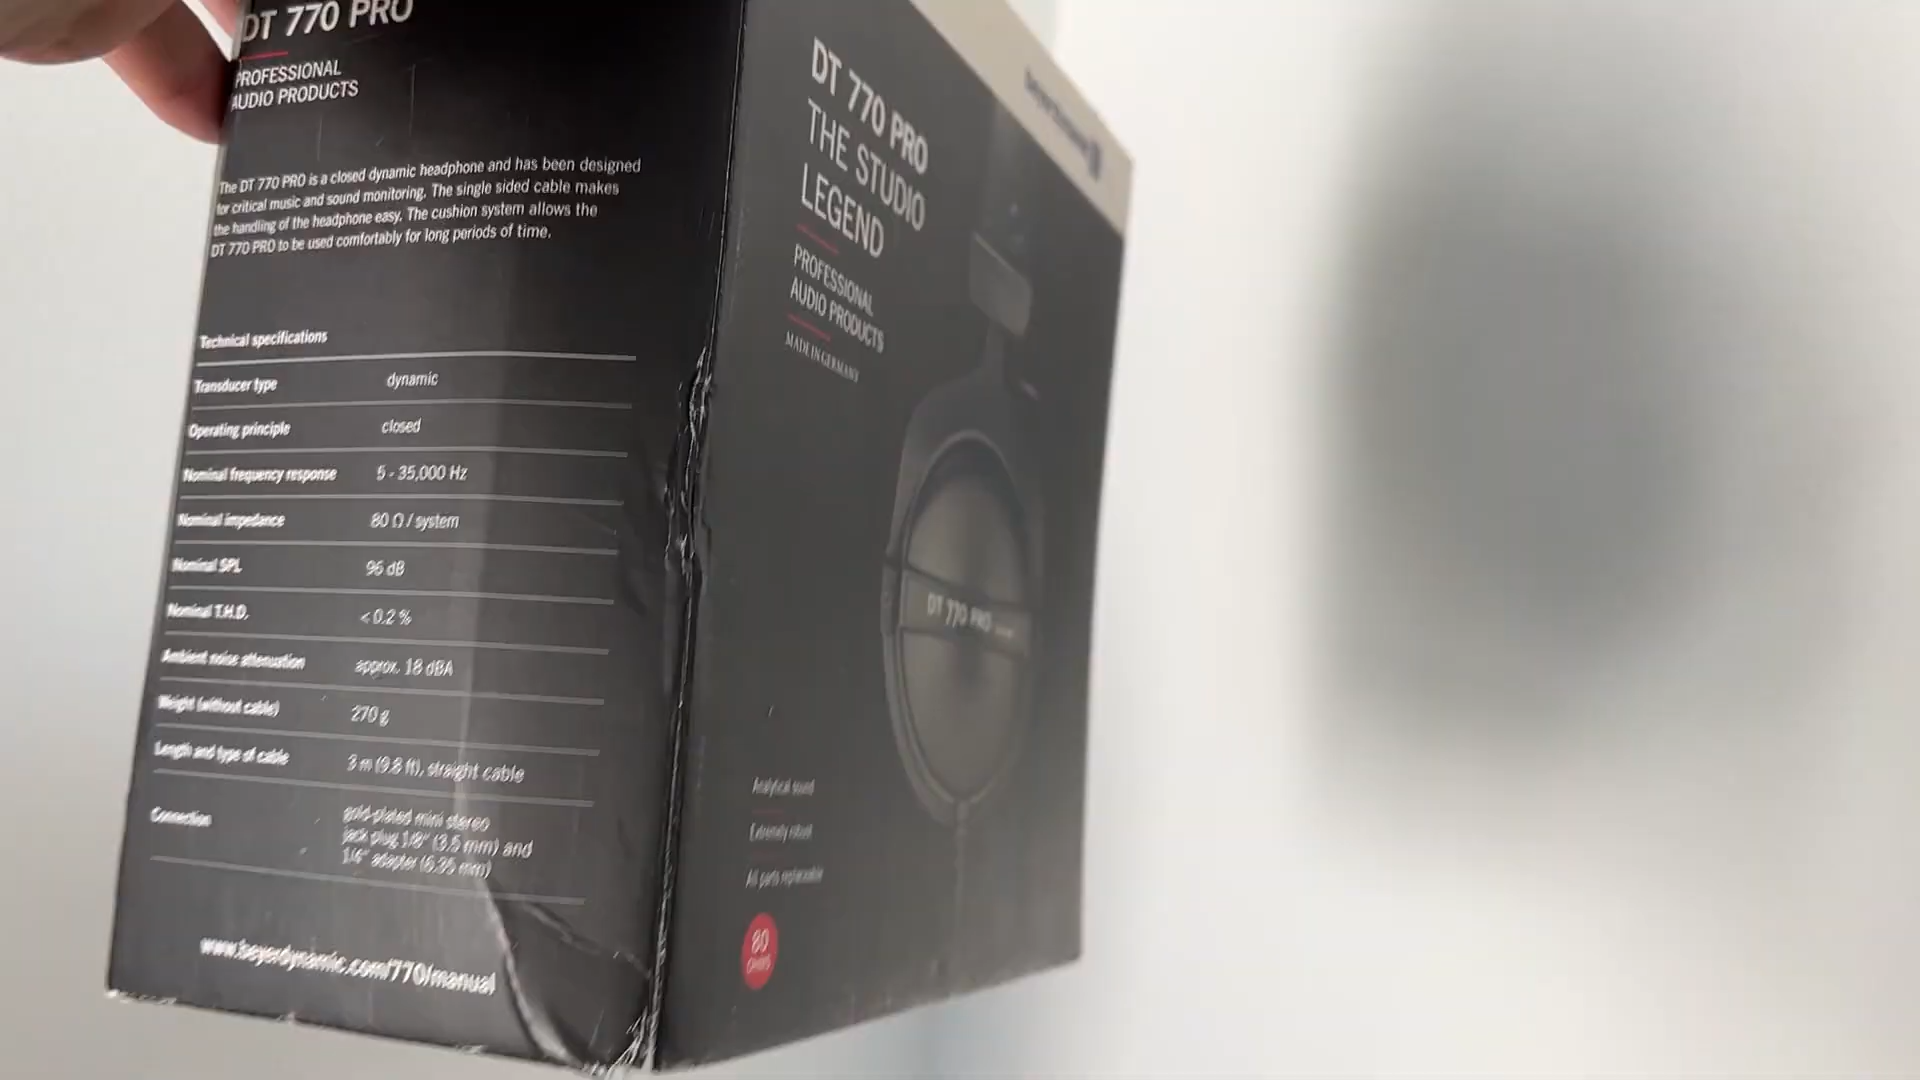 DT 770 PRO
PROFESSIONAL
AUDIO PRODUCTS
The DT 770 PRO is a closed dynamic headphone and has been designed
for critical music and sound monitoring. The single sided cable makes
the handling of the headphone easy. The cushion system allows the
DT 770 PRO to be used comfortably for long periods of time.
Technical specifications
Transducer type dynamic
Operating principle closed
Nominal frequency response 5 - 35,000 Hz
Nominal impedance 80 Ω / system
Nominal SPL 96 dB
Nominal T.H.D. < 0.2 %
Ambient noise attenuation approx. 18 dBA
Weight (without cable) 270 g
Length and type of cable 3 m (9.8 ft), straight cable
Connection gold-plated mini stereo
jack plug 1/8" (3.5 mm) and
1/4" adapter (6.35 mm)
www.beyerdynamic.com/770/manual
beyerdynamic
DT 770 PRO
THE STUDIO
LEGEND
PROFESSIONAL
AUDIO PRODUCTS
MADE IN GERMANY
DT 770 PRO
Analytical sound
Extremely robust
All parts replaceable
80
OHMS